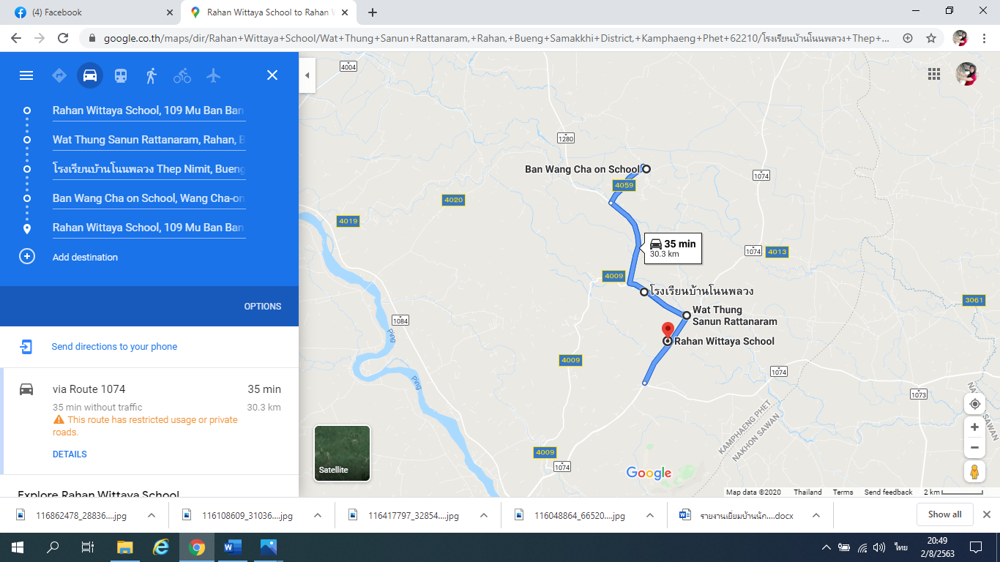 (4) Facebook
Rahan Wittaya School to Rahan W
google.co.th/maps/dir/Rahan+Wittaya+School/Wat+Thung+Sanun+Rattanaram,+Rahan,+Bueng+Samakkhi+District,+Kamphaeng+Phet+62210/โรงเรียนบ้านโนนพลวง+Thep+...
Rahan Wittaya School, 109 Mu Ban Ban
Wat Thung Sanun Rattanaram, Rahan, B
โรงเรียนบ้านโนนพลวง Thep Nimit, Bueng
Ban Wang Cha on School, Wang Cha-on
Rahan Wittaya School, 109 Mu Ban Ban
Add destination
OPTIONS
Send directions to your phone
via Route 1074
35 min
35 min without traffic
30.3 km
This route has restricted usage or private
roads.
DETAILS
Explore Rahan Wittaya School
4004
1280
Ban Wang Cha on School
1074
4059
4020
4019
35 min
30.3 km
1074
4013
4009
โรงเรียนบ้านโนนพลวง
3061
Wat Thung
Sanun Rattanaram
1084
Ping
Rahan Wittaya School
4009
1074
Ping
1073
KAMPHAENG PHET
NAKHON SAWAN
4009
1074
Satellite
Google
Map data ©2020
Thailand
Terms
Send feedback
2 km
116862478_28836....jpg
116108609_31036....jpg
116417797_32854....jpg
116048864_66520....jpg
รายงานเยี่ยมบ้านนัก....docx
Show all
ไทย
20:49
2/8/2563